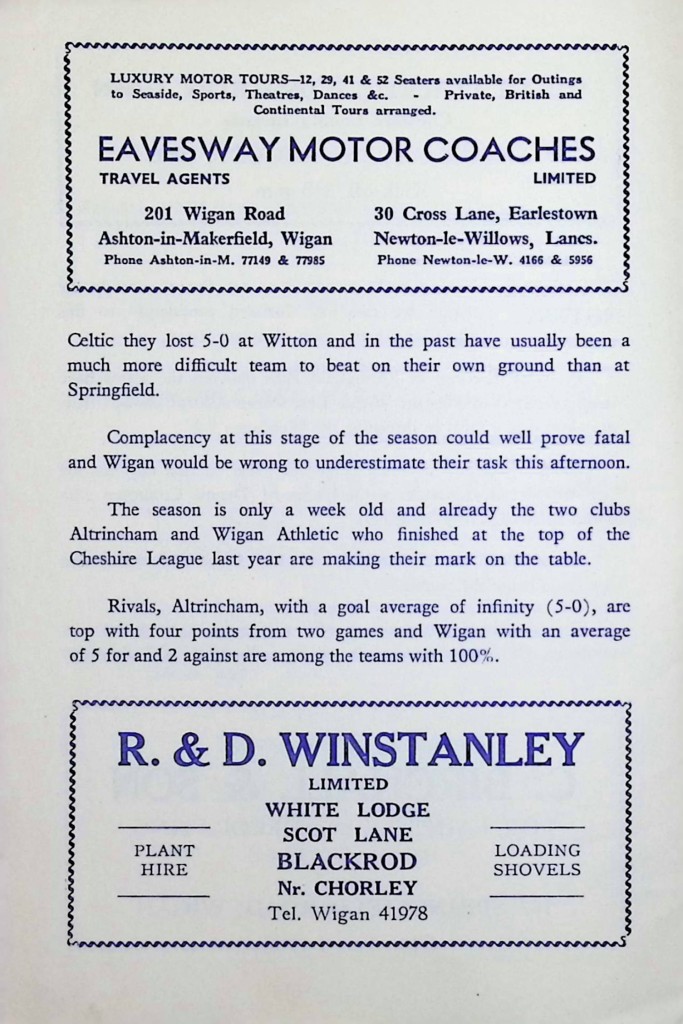 LUXURY MOTOR TOURS—12, 29, 41 & 52 Seaters available for Outings
to Seaside, Sports, Theatres, Dances &c. - Private, British and
Continental Tours arranged.
EAVESWAY MOTOR COACHES
TRAVEL AGENTS LIMITED
201 Wigan Road 30 Cross Lane, Earlestown
Ashton-in-Makerfield, Wigan Newton-le-Willows, Lancs.
Phone Ashton-in-M. 77149 & 77985 Phone Newton-le-W. 4166 & 5956
Celtic they lost 5-0 at Witton and in the past have usually been a
much more difficult team to beat on their own ground than at
Springfield.
Complacency at this stage of the season could well prove fatal
and Wigan would be wrong to underestimate their task this afternoon.
The season is only a week old and already the two clubs
Altrincham and Wigan Athletic who finished at the top of the
Cheshire League last year are making their mark on the table.
Rivals, Altrincham, with a goal average of infinity (5-0), are
top with four points from two games and Wigan with an average
of 5 for and 2 against are among the teams with 100%.
R. & D. WINSTANLEY
LIMITED
WHITE LODGE
SCOT LANE
BLACKROD
Nr. CHORLEY
Tel. Wigan 41978
PLANT
HIRE
LOADING
SHOVELS